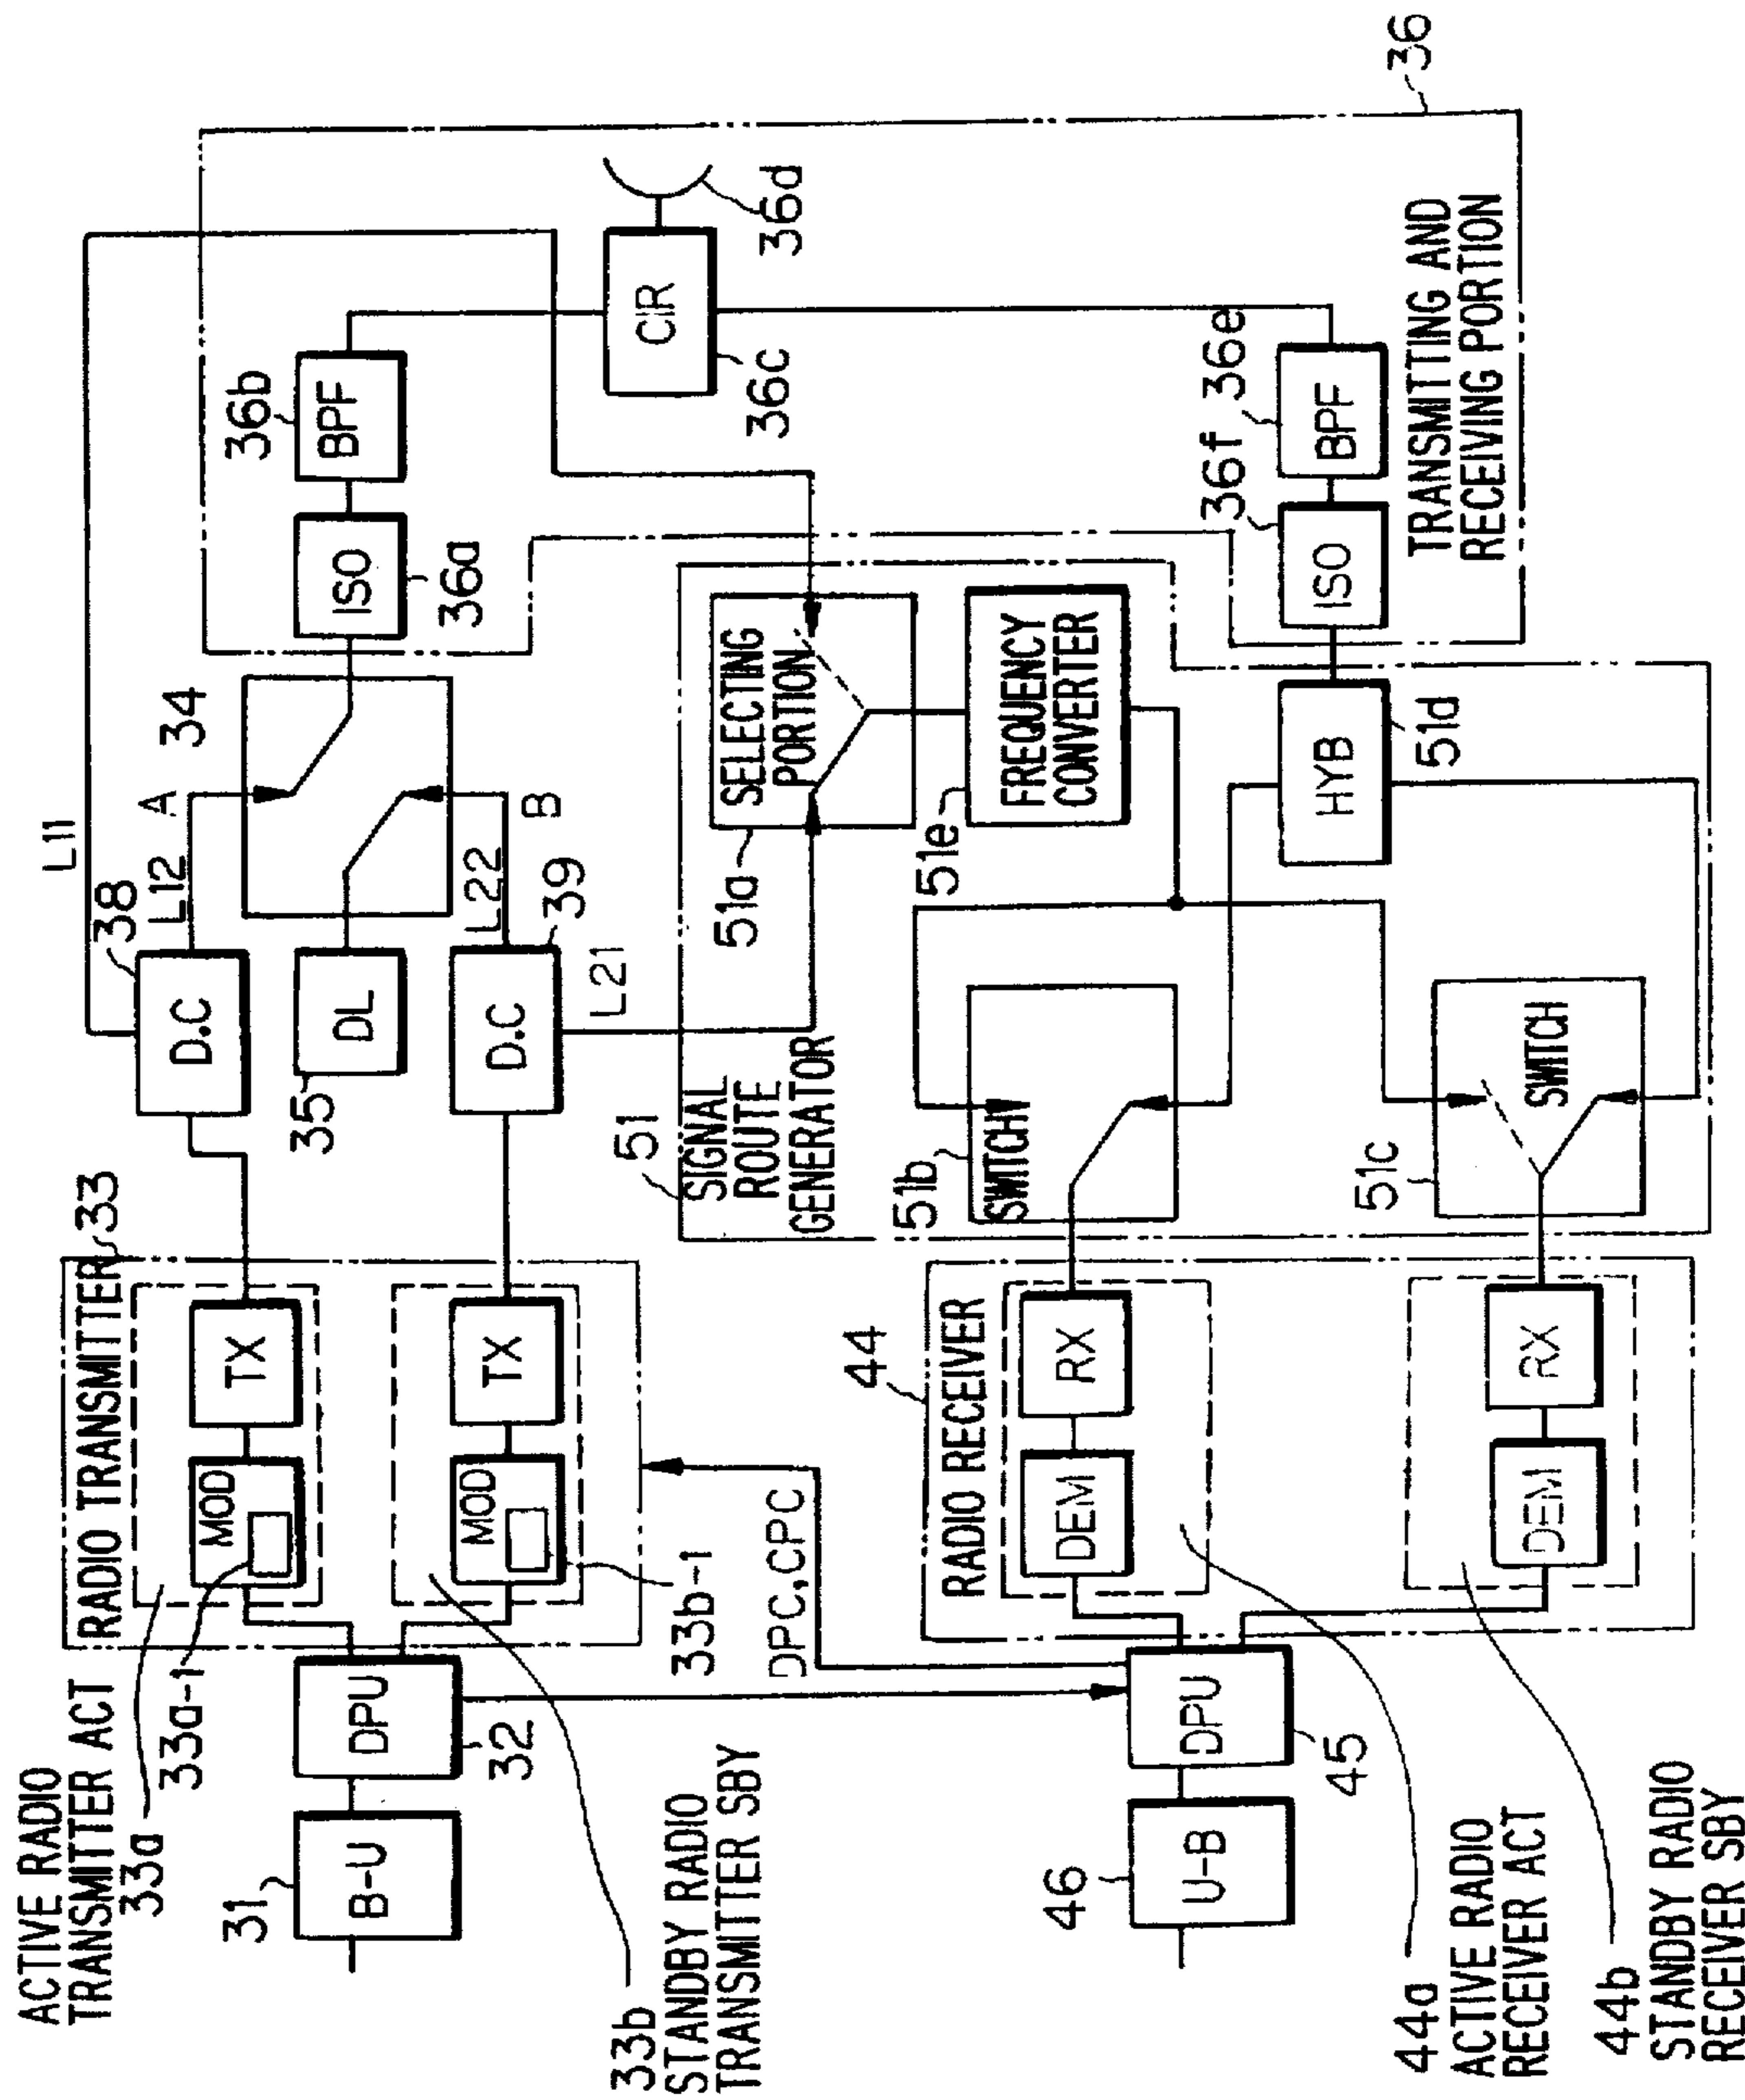 ACTIVE RADIO
TRANSMITTER ACT
33a
33a-1
RADIO TRANSMITTER
33
MOD
TX
38
D.C
L11
L12
A
34
36b
BPF
ISO
36a
31
B-U
DPU
32
35
DL
MOD
TX
33b-1
D.C
39
L22
B
L21
33b
STANDBY RADIO
TRANSMITTER SBY
CIR
36c
36d
36
DPC,CPC
51
SIGNAL
ROUTE
GENERATOR
51a
SELECTING
PORTION
51e
FREQUENCY
CONVERTER
44
RADIO RECEIVER
51b
SWITCH
DEM
RX
46
U-B
DPU
45
HYB
51d
36f
ISO
36e
BPF
TRANSMITTING AND
RECEIVING PORTION
51c
SWITCH
DEM
RX
44a
ACTIVE RADIO
RECEIVER ACT
44b
STANDBY RADIO
RECEIVER SBY